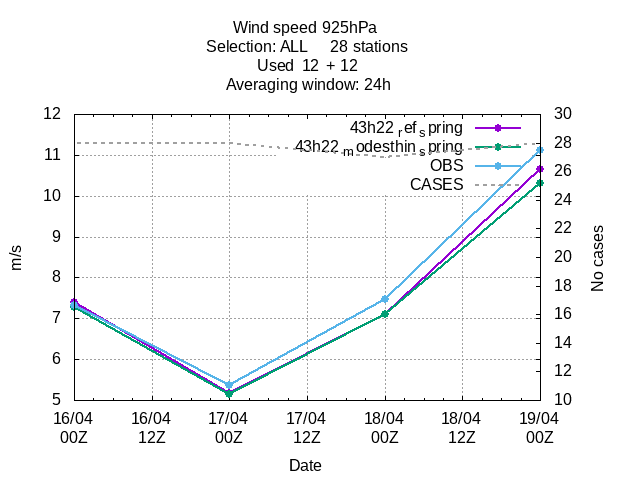 Wind speed 925hPa
Selection: ALL 28 stations
Used 12 + 12
Averaging window: 24h
12
11
10
9
8
7
6
5
m/s
30
28
26
24
22
20
18
16
14
12
10
No cases
43h22 ref spring
43h22 modesthin spring
OBS
CASES
16/04 16/04 17/04 17/04 18/04 18/04 19/04
00Z 12Z 00Z 12Z 00Z 12Z 00Z
Date